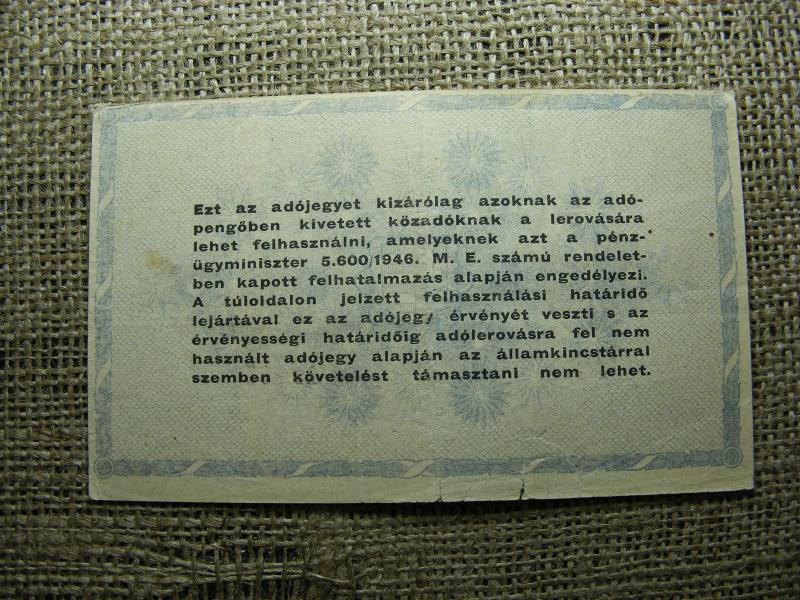 Ezt az adójegyet kizárólag azoknak az adó-
pengőben kivetett közadóknak a lerovására
lehet felhasználni, amelyeknek azt a pénz-
ügyminiszter 5.600/1946. M. E. számú rendelet-
ben kapott felhatalmazás alapján engedélyezi.
A túloldalon jelzett felhasználási határidő
lejártával ez az adójegy érvényét veszti s az
érvényességi határidőig adólerovásra fel nem
használt adójegy alapján az államkincstárral
szemben követelést támasztani nem lehet.